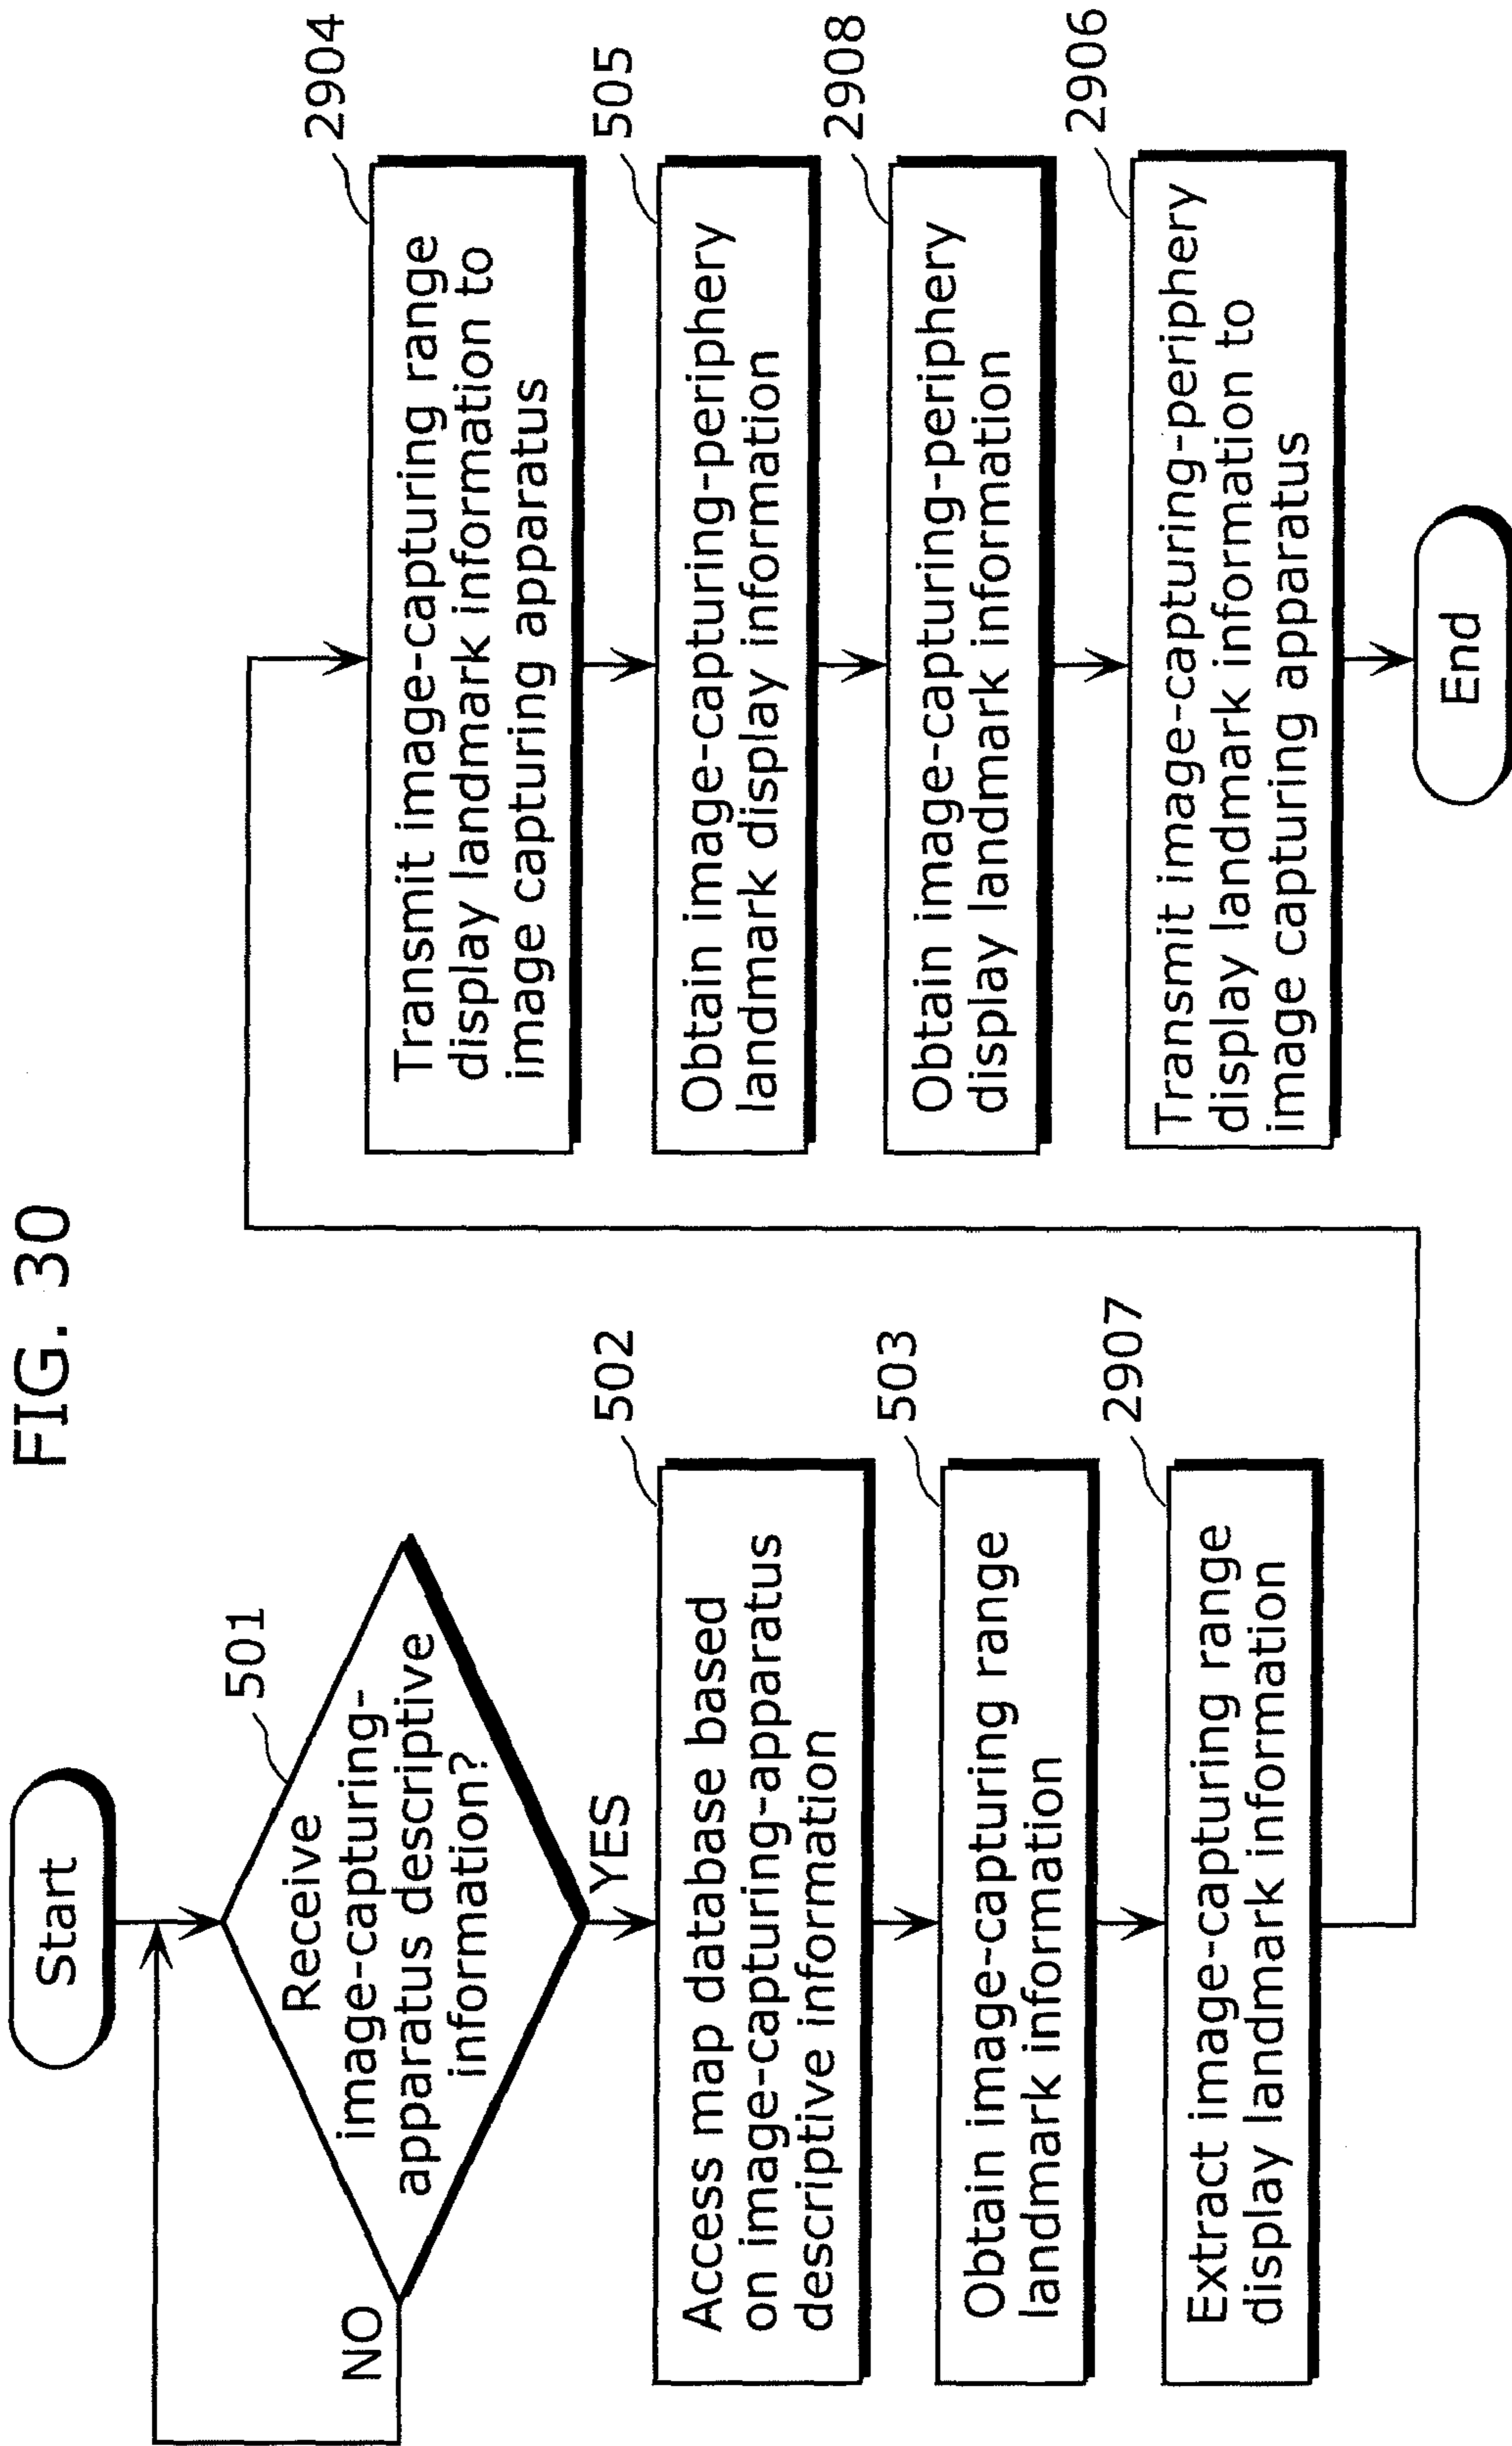 FIG. 30
Start
501
Receive
image-capturing-
apparatus descriptive
information?
NO
YES
502
Access map database based
on image-capturing-apparatus
descriptive information
503
Obtain image-capturing range
landmark information
2907
Extract image-capturing range
display landmark information
2904
Transmit image-capturing range
display landmark information to
image capturing apparatus
505
Obtain image-capturing-periphery
landmark display information
2908
Obtain image-capturing-periphery
display landmark information
2906
Transmit image-capturing-periphery
display landmark information to
image capturing apparatus
End